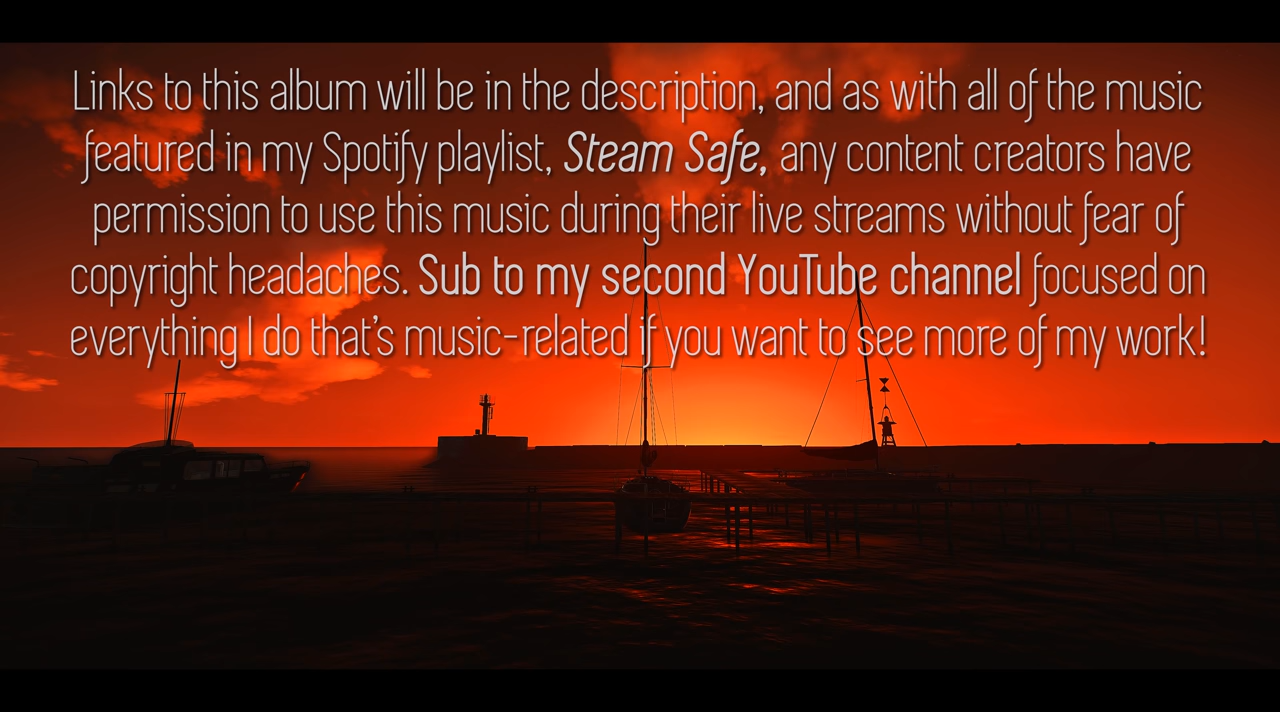 Links to this album will be in the description, and as with all of the music
featured in my Spotify playlist, Steam Safe, any content creators have
permission to use this music during their live streams without fear of
copyright headaches. Sub to my second YouTube channel focused on
everything I do that's music-related if you want to see more of my work!